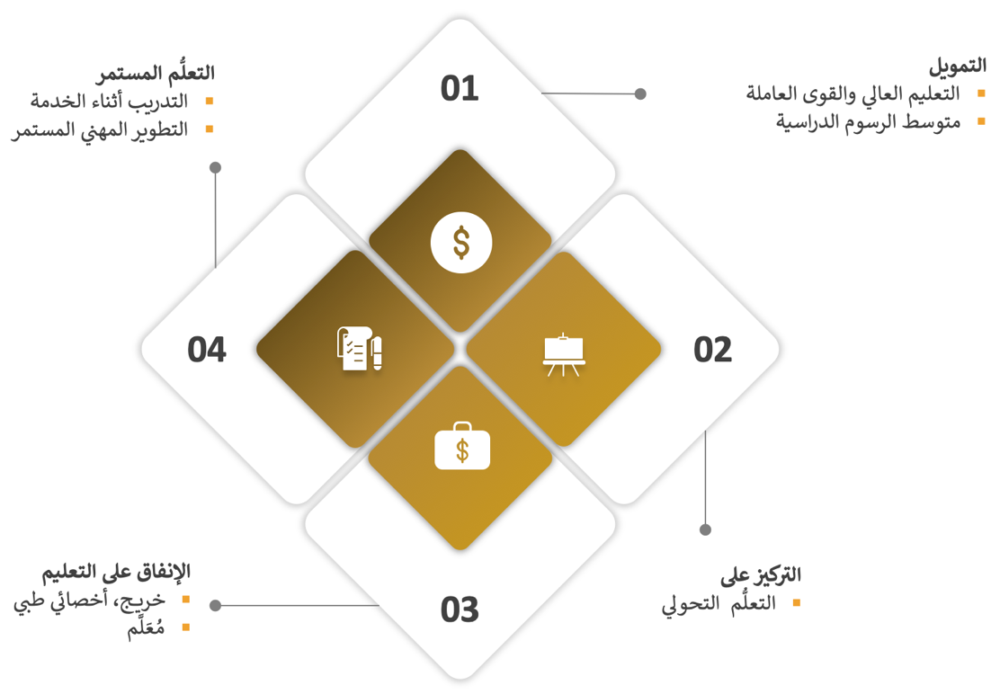 01
التمويل
التعليم العالي والقوى العاملة
متوسط الرسوم الدراسية
02
التركيز على
التعلُّم التحولي
03
الإنفاق على التعليم
خريج، أخصائي طبي
مُعَلَّم
04
التعلُّم المستمر
التدريب أثناء الخدمة
التطوير المهني المستمر
$
$